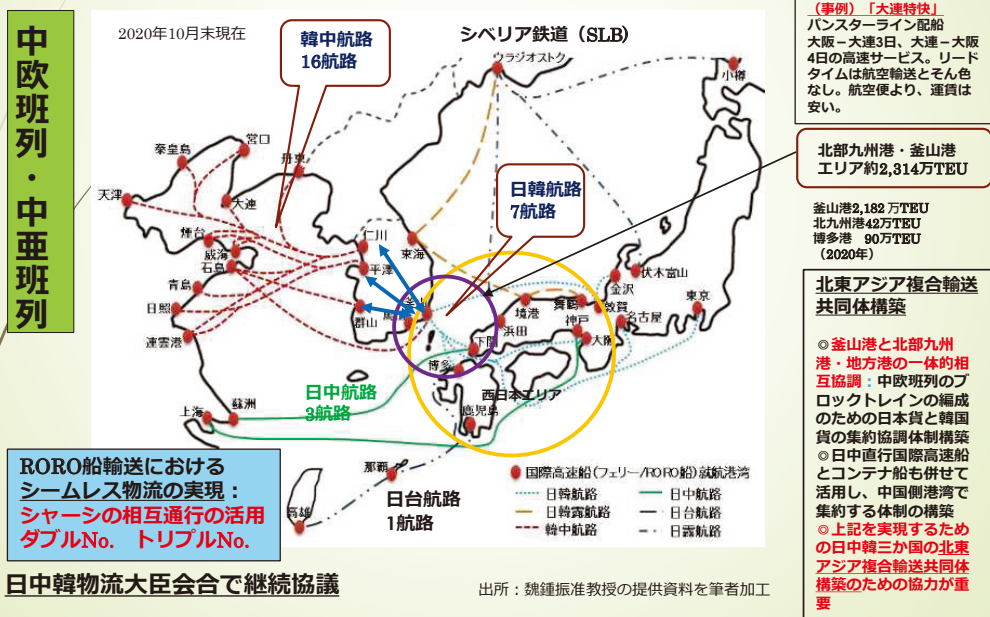 中欧班列・中亜班列
2020年10月末現在
韓中航路
16航路
シベリア鉄道（SLB）
ウラジオストク
小樽
秦皇島
営口
丹東
天津
大連
日韓航路
7航路
煙台
威海
石島
仁川
平澤
東海
青島
日照
群山
連雲港
金沢
伏木富山
東京
境港
舞鶴
敦賀
名古屋
浜田
神戸
大阪
下関
博多
西日本エリア
鹿児島
日中航路
3航路
上海
蘇洲
那覇
高雄
日台航路
1航路
国際高速船(フェリー/RORO船)就航港湾
日韓航路
日中航路
日韓露航路
日台航路
韓中航路
日露航路
RORO船輸送における
シームレス物流の実現：
シャーシの相互通行の活用
ダブルNo.　トリプルNo.
日中韓物流大臣会合で継続協議
出所：魏鍾振准教授の提供資料を筆者加工
（事例）「大連特快」
パンスターライン配船
大阪－大連3日、大連－大阪
4日の高速サービス。リード
タイムは航空輸送とそん色
なし。航空便より、運賃は
安い。
北部九州港・釜山港
エリア約2,314万TEU
釜山港2,182 万TEU
北九州港42万TEU
博多港　90万TEU
（2020年）
北東アジア複合輸送
共同体構築
◎釜山港と北部九州
港・地方港の一体的相
互協調：中欧班列のブ
ロックトレインの編成
のための日本貨と韓国
貨の集約協調体制構築
◎日中直行国際高速船
とコンテナ船も併せて
活用し、中国側港湾で
集約する体制の構築
◎上記を実現するため
の日中韓三か国の北東
アジア複合輸送共同体
構築のための協力が重
要